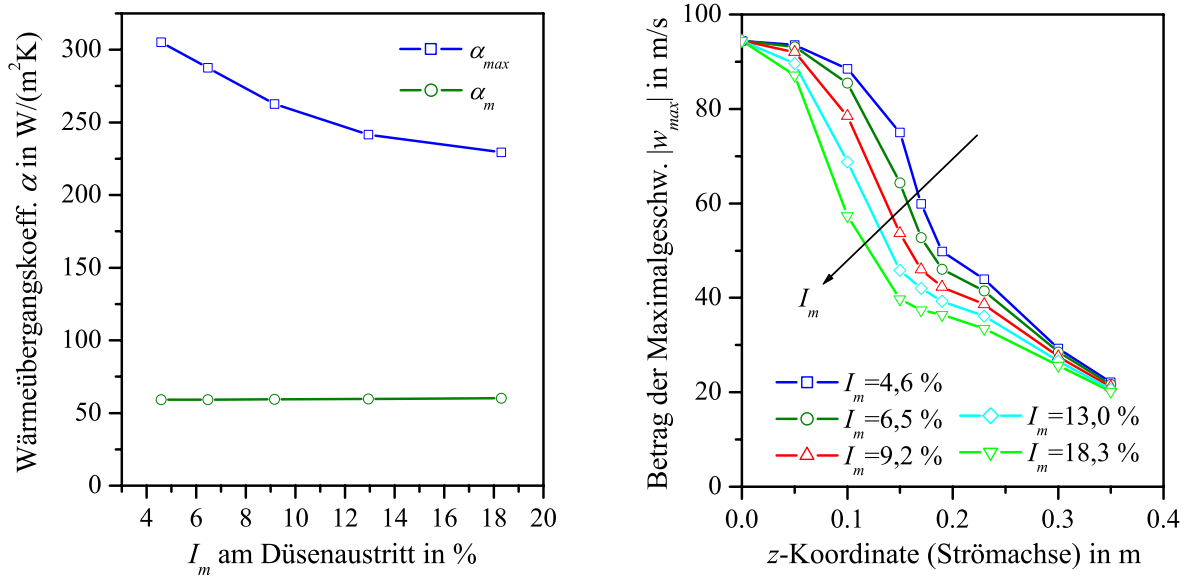 Wärmeübergangskoeff. α in W/(m²K)
300
250
200
150
100
50
0
α_max
α_m
4 6 8 10 12 14 16 18 20
I_m am Düsenaustritt in %
Betrag der Maximalgeschw. |w_max| in m/s
100
80
60
40
20
0
I_m
I_m=4,6 %
I_m=6,5 % I_m=13,0 %
I_m=9,2 % I_m=18,3 %
0.0 0.1 0.2 0.3 0.4
z-Koordinate (Strömachse) in m